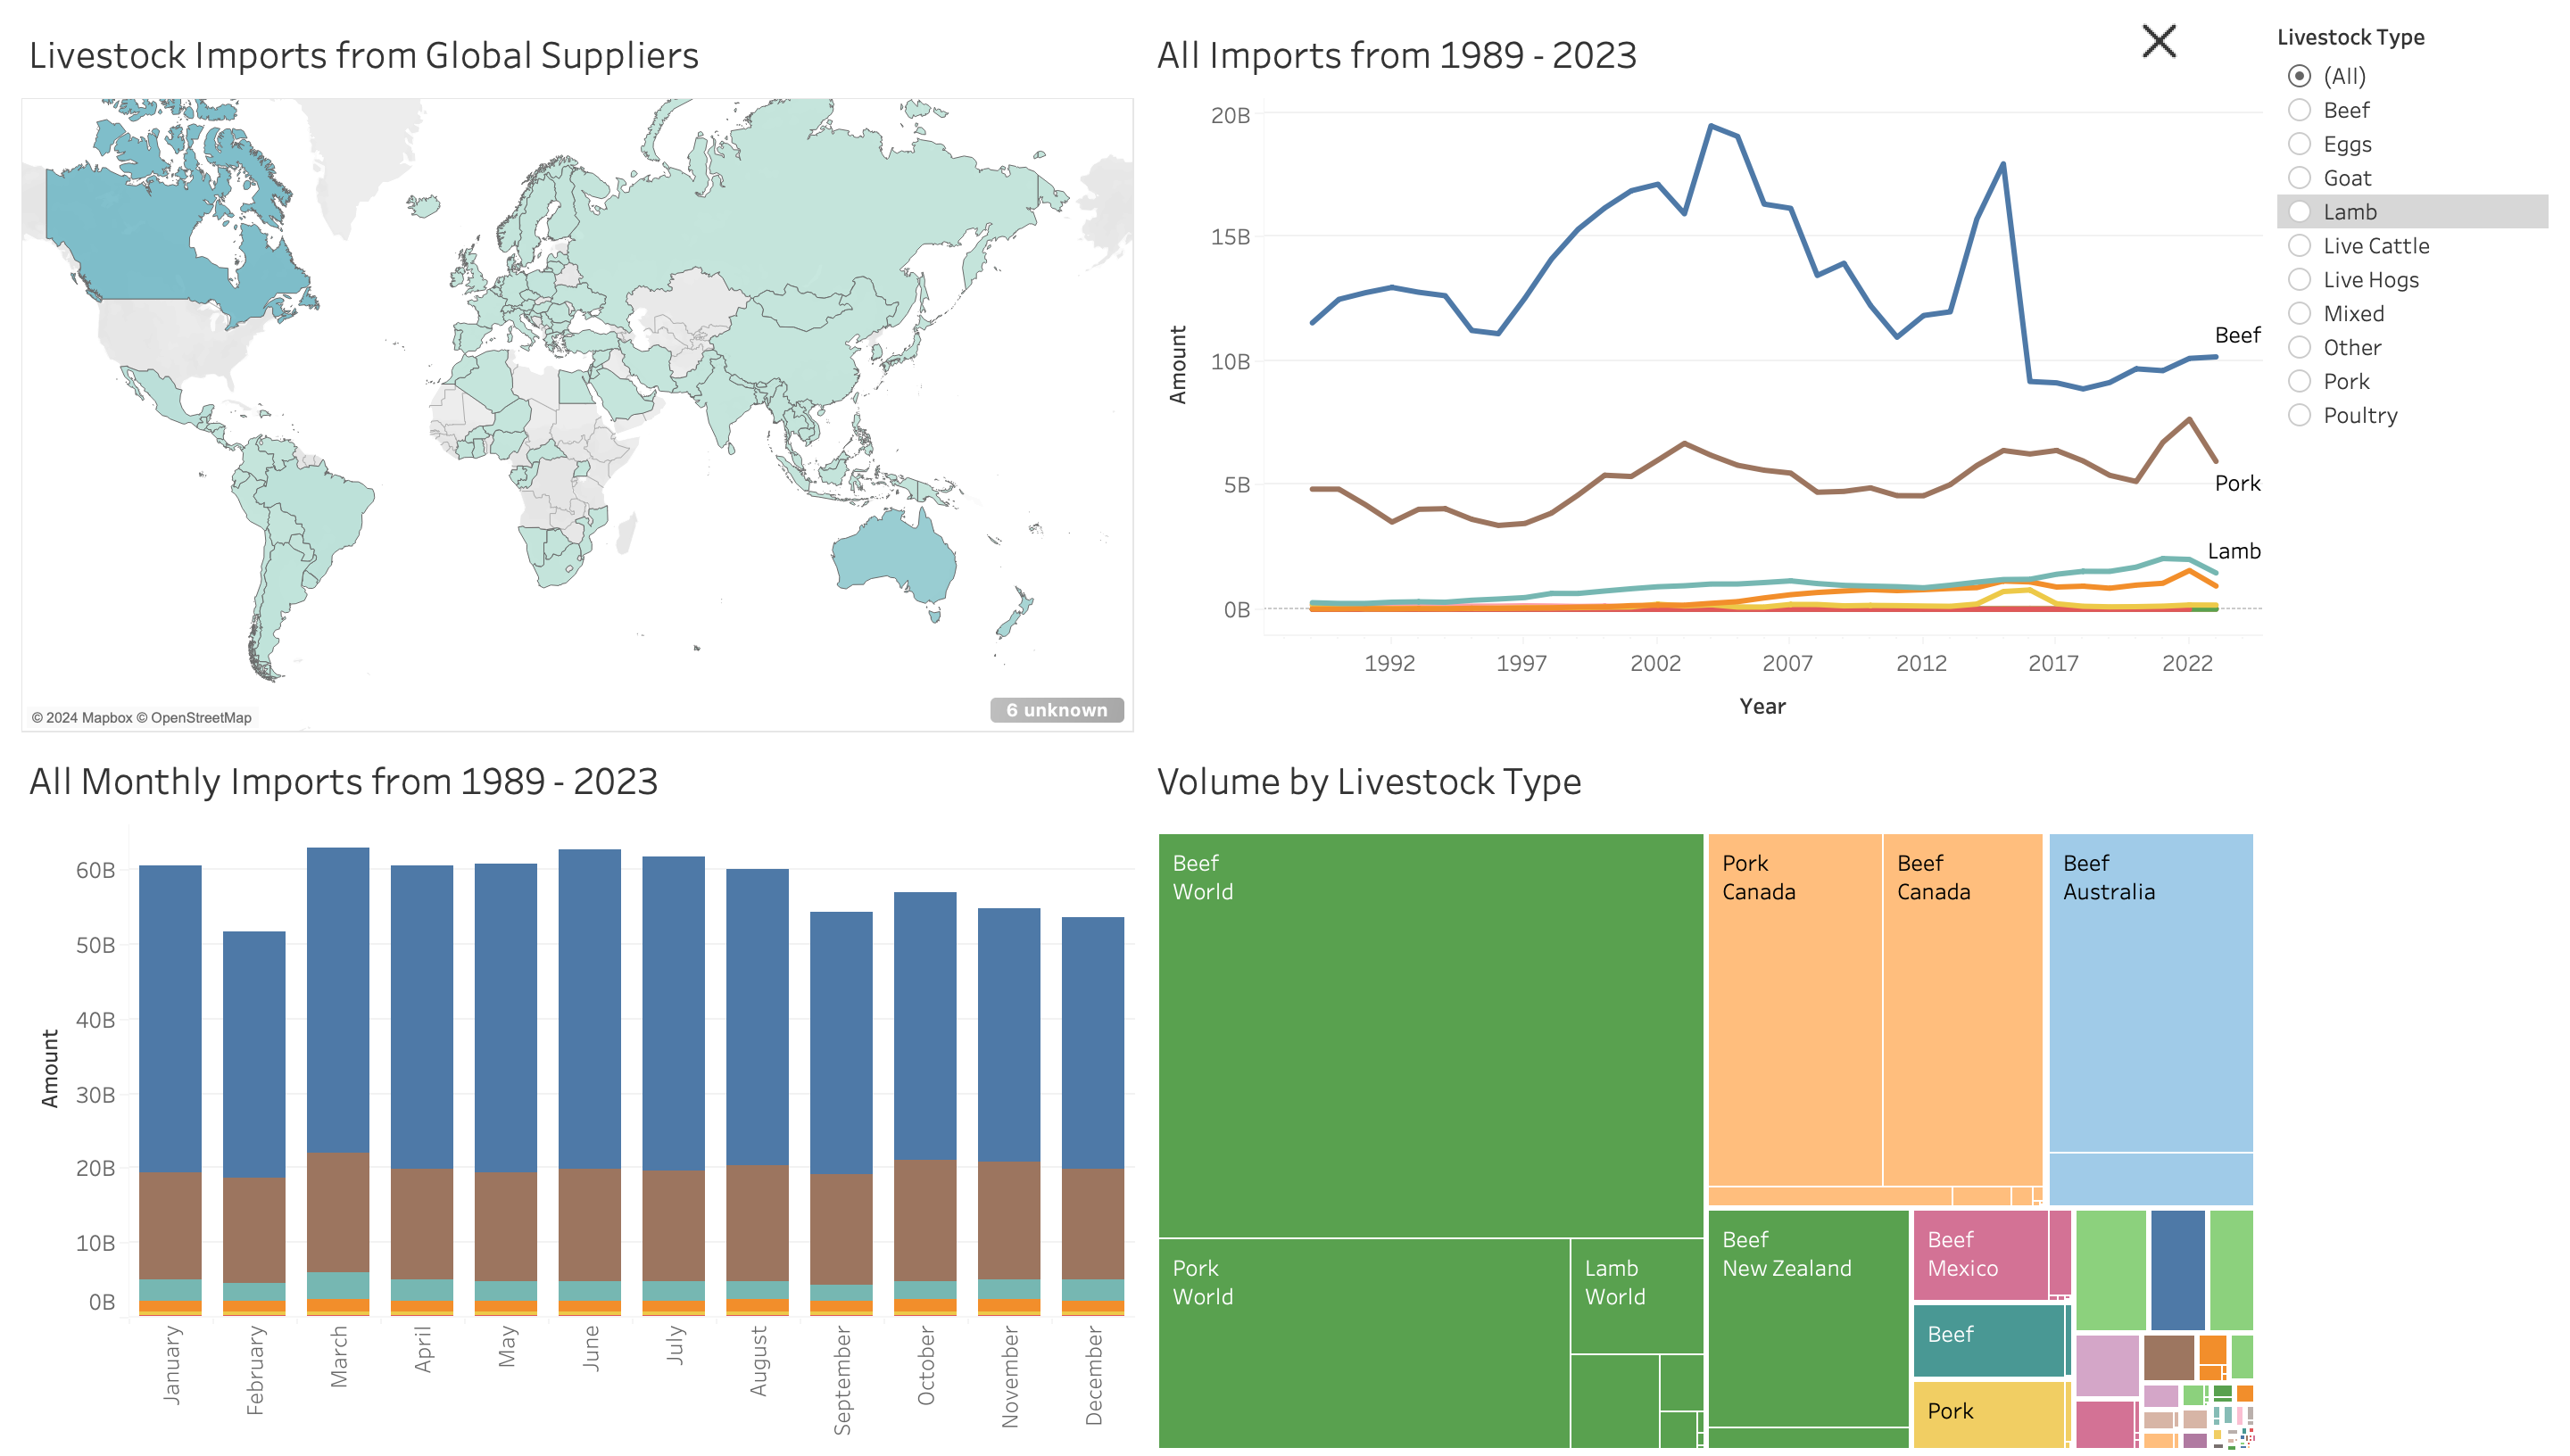 Livestock Imports from Global Suppliers
© 2024 Mapbox © OpenStreetMap
6 unknown
All Imports from 1989 - 2023
20B
15B
10B
5B
0B
Amount
Beef
Pork
Lamb
1992
1997
2002
2007
2012
2017
2022
Year
Livestock Type
(All)
Beef
Eggs
Goat
Lamb
Live Cattle
Live Hogs
Mixed
Other
Pork
Poultry
All Monthly Imports from 1989 - 2023
60B
50B
40B
30B
20B
10B
0B
Amount
January
February
March
April
May
June
July
August
September
October
November
December
Volume by Livestock Type
Beef
World
Pork
Canada
Beef
Canada
Beef
Australia
Pork
World
Lamb
World
Beef
New Zealand
Beef
Mexico
Beef
Pork